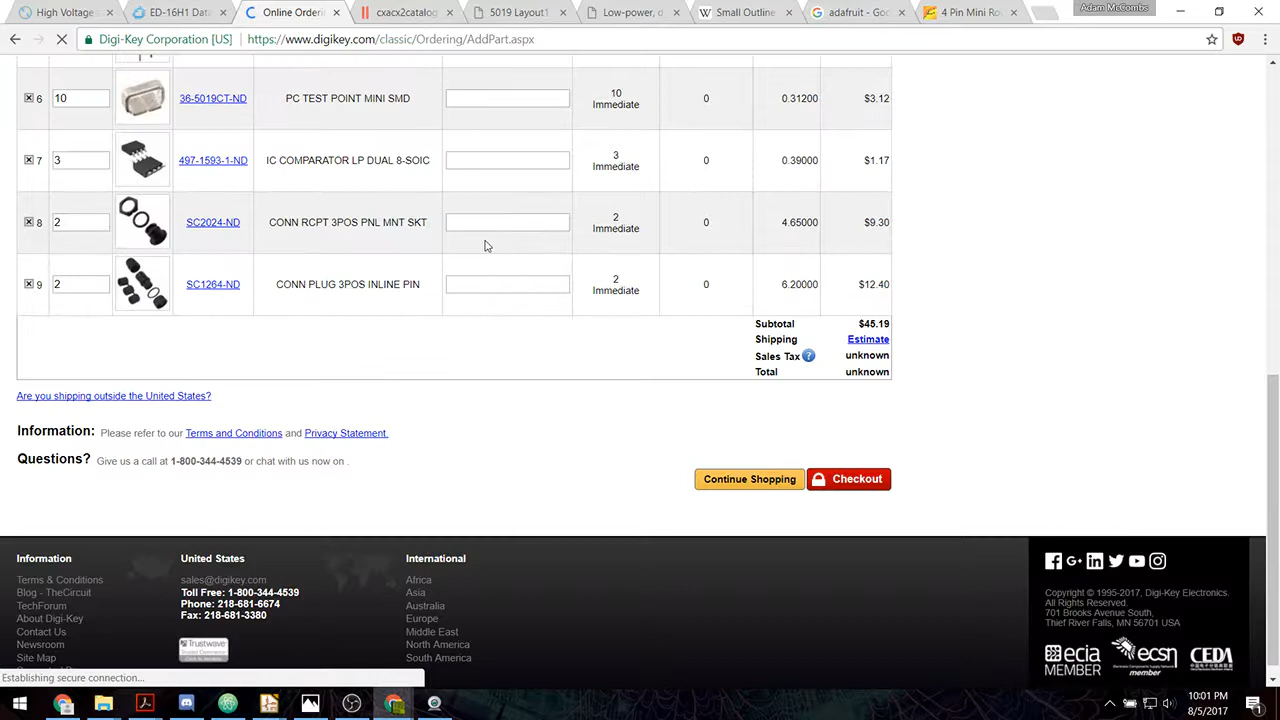 Adam McCombs
High Voltage
ED-16H1 Data
Online Orderi
cxacx2catalog
5019 Layout1
Low-power, d
Small Outline
adafruit - Goo
4 Pin Mini Ro
Digi-Key Corporation [US] https://www.digikey.com/classic/Ordering/AddPart.aspx
6 10 36-5019CT-ND PC TEST POINT MINI SMD 10 Immediate 0 0.31200 $3.12
7 3 497-1593-1-ND IC COMPARATOR LP DUAL 8-SOIC 3 Immediate 0 0.39000 $1.17
8 2 SC2024-ND CONN RCPT 3POS PNL MNT SKT 2 Immediate 0 4.65000 $9.30
9 2 SC1264-ND CONN PLUG 3POS INLINE PIN 2 Immediate 0 6.20000 $12.40
Subtotal $45.19
Shipping Estimate
Sales Tax ? unknown
Total unknown
Are you shipping outside the United States?
Information: Please refer to our Terms and Conditions and Privacy Statement.
Questions? Give us a call at 1-800-344-4539 or chat with us now on .
Continue Shopping
Checkout
Information
Terms & Conditions
Blog - TheCircuit
TechForum
About Digi-Key
Contact Us
Newsroom
Site Map
United States
sales@digikey.com
Toll Free: 1-800-344-4539
Phone: 218-681-6674
Fax: 218-681-3380
Trustwave
International
Africa
Asia
Australia
Europe
Middle East
North America
South America
Copyright © 1995-2017, Digi-Key Electronics.
All Rights Reserved.
701 Brooks Avenue South,
Thief River Falls, MN 56701 USA
ecia MEMBER
ecsn member
CEDA
Establishing secure connection...
10:01 PM
8/5/2017